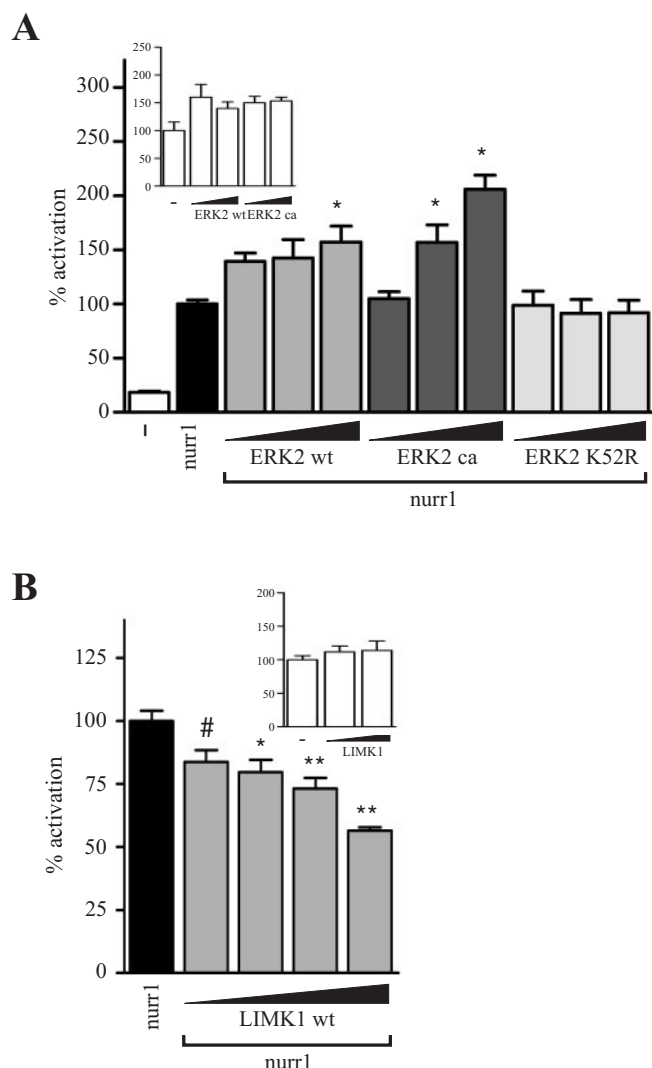 A
% activation
300
250
200
150
100
50
0
250
200
150
100
50
0
-
ERK2 wt ERK2 ca
*
*
*
-
nurr1
ERK2 wt
ERK2 ca
ERK2 K52R
nurr1
B
% activation
125
100
75
50
25
0
200
150
100
50
0
-
LIMK1
#
*
**
**
nurr1
LIMK1 wt
nurr1